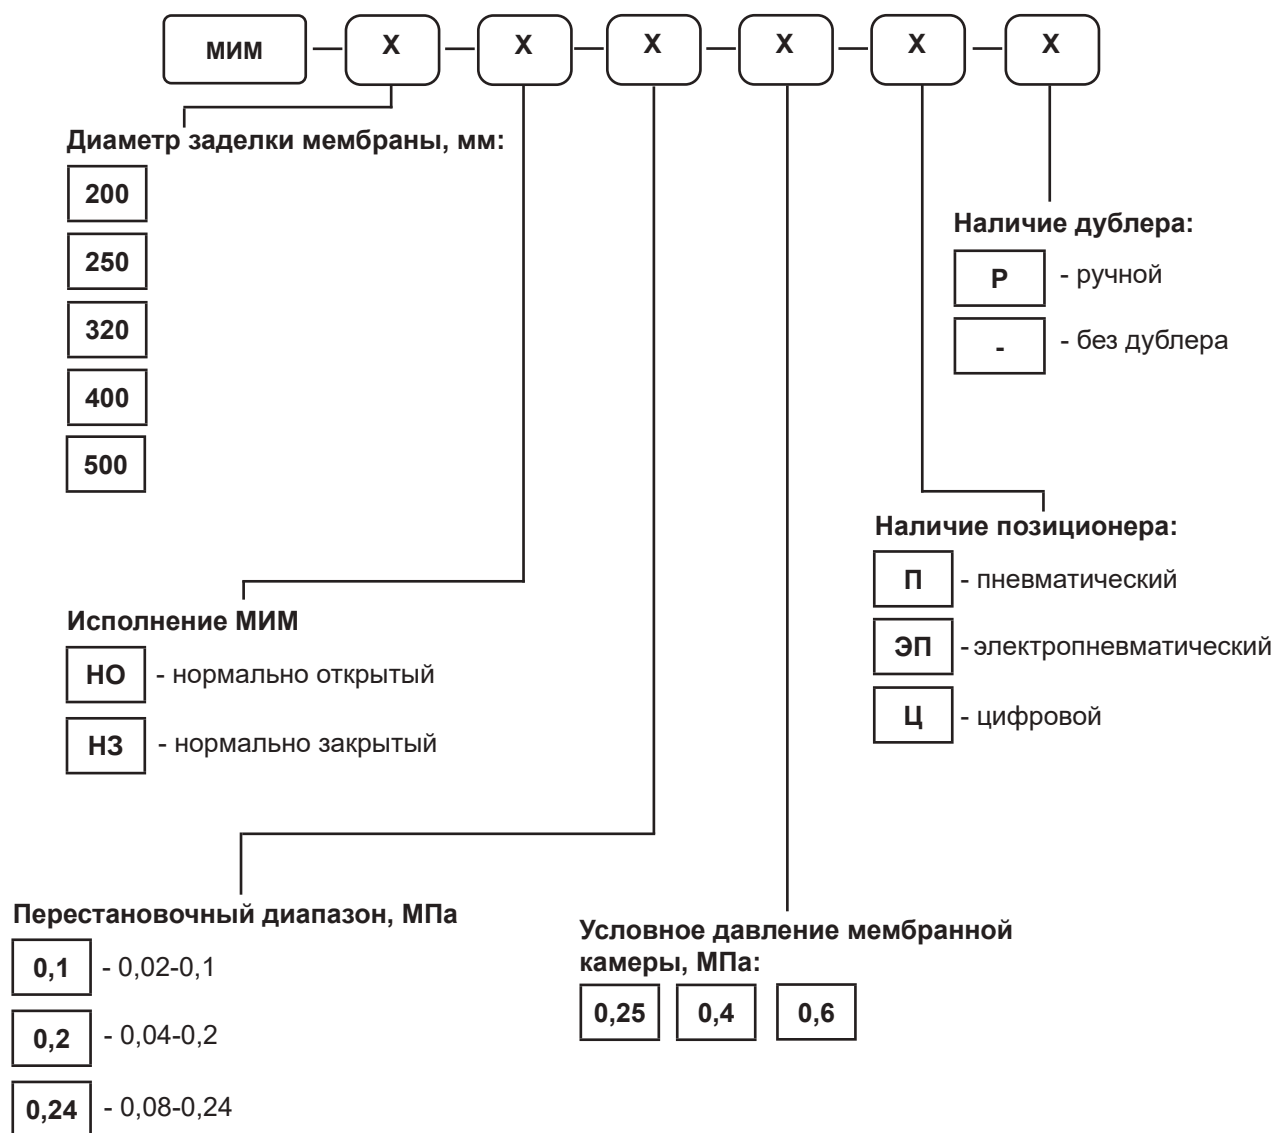 МИМ – X – X – X – X – X – X
Диаметр заделки мембраны, мм:
200
250
320
400
500
Наличие дублера:
Р - ручной
- - без дублера
Наличие позиционера:
П - пневматический
ЭП - электропневматический
Ц - цифровой
Исполнение МИМ
НО - нормально открытый
НЗ - нормально закрытый
Перестановочный диапазон, МПа
0,1 - 0,02-0,1
0,2 - 0,04-0,2
0,24 - 0,08-0,24
Условное давление мембранной
камеры, МПа:
0,25 0,4 0,6